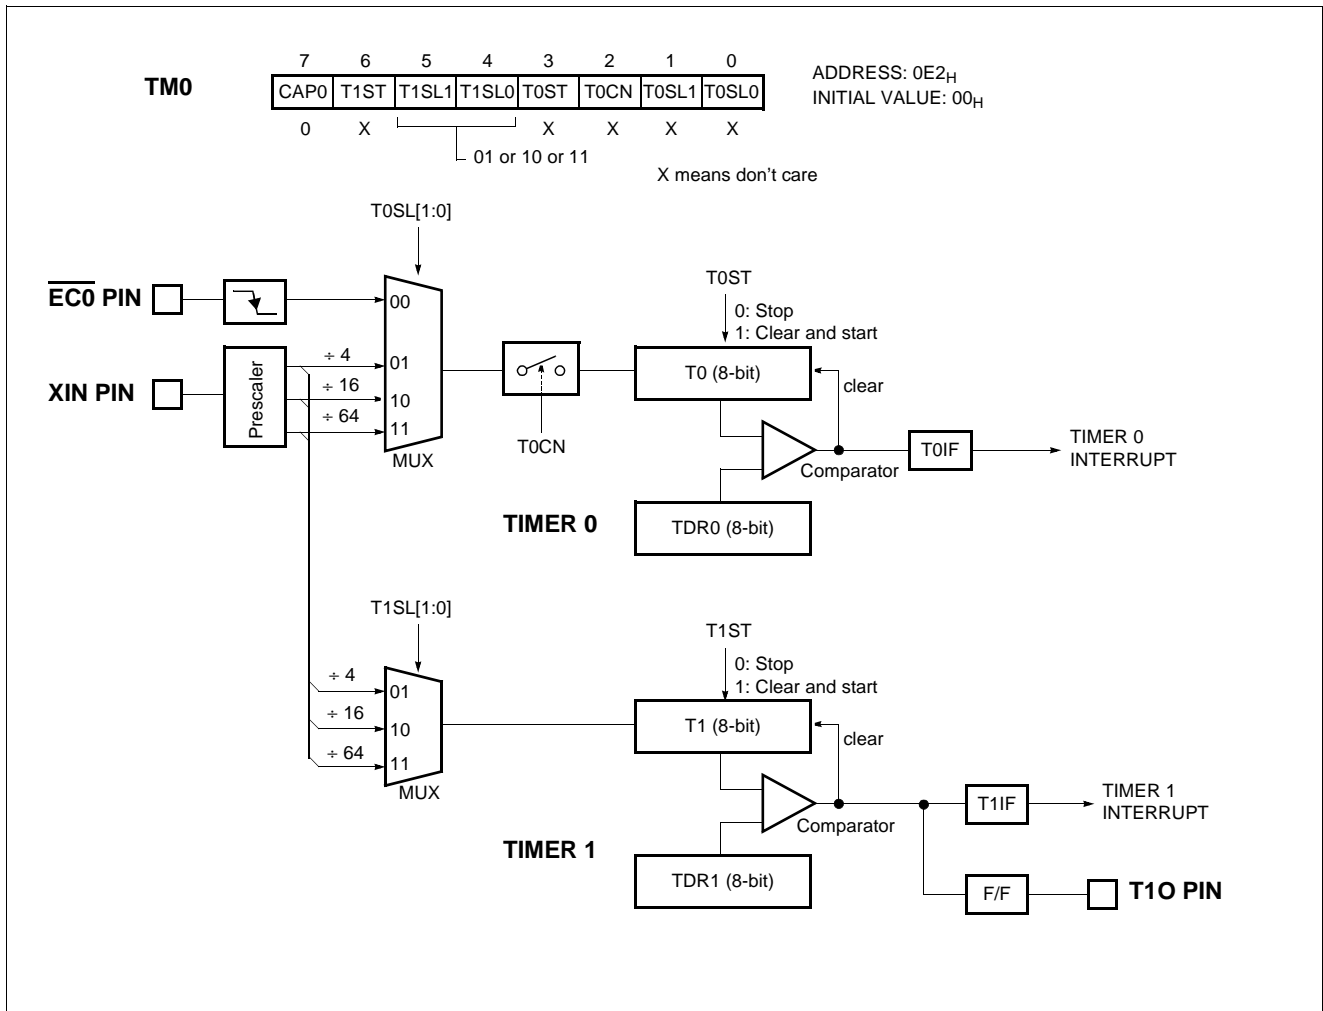 7 6 5 4 3 2 1 0
TM0
CAP0 T1ST T1SL1 T1SL0 T0ST T0CN T0SL1 T0SL0
ADDRESS: 0E2H
INITIAL VALUE: 00H
0 X X X X X
01 or 10 or 11
X means don't care
T0SL[1:0]
EC0 PIN
00
T0ST
0: Stop
1: Clear and start
XIN PIN
Prescaler
÷ 4
01
÷ 16
10
÷ 64
11
MUX
T0CN
T0 (8-bit)
clear
Comparator
T0IF
TIMER 0
INTERRUPT
TIMER 0
TDR0 (8-bit)
T1SL[1:0]
T1ST
0: Stop
1: Clear and start
÷ 4
01
÷ 16
10
÷ 64
11
MUX
T1 (8-bit)
clear
Comparator
T1IF
TIMER 1
INTERRUPT
TIMER 1
TDR1 (8-bit)
F/F
T1O PIN